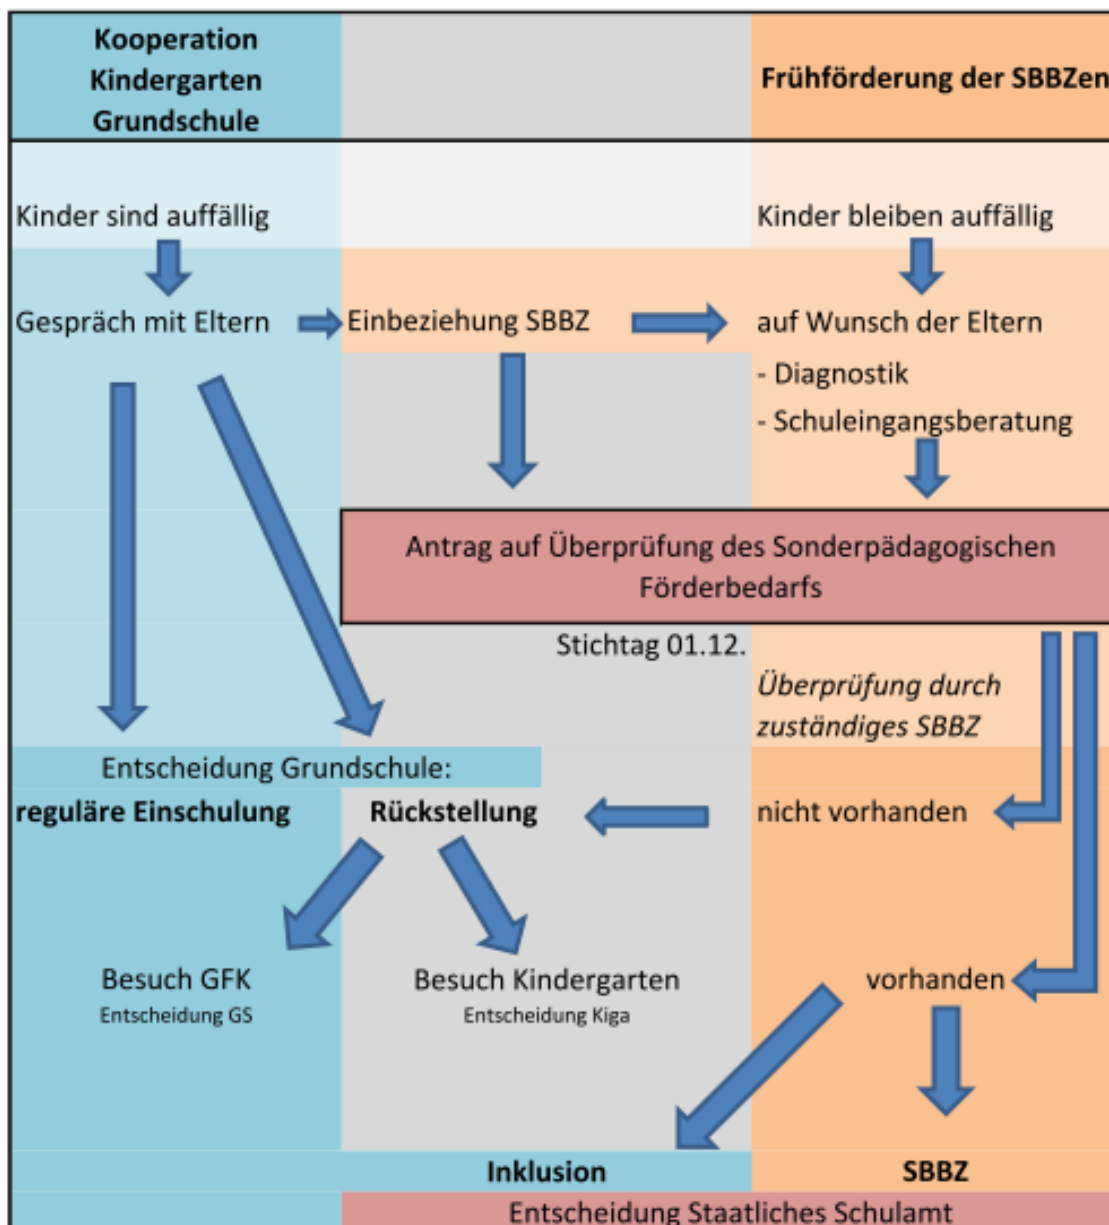 Kooperation
Kindergarten
Grundschule
Frühförderung der SBBZen
Kinder sind auffällig
Kinder bleiben auffällig
Gespräch mit Eltern
Einbeziehung SBBZ
auf Wunsch der Eltern
- Diagnostik
- Schuleingangsberatung
Antrag auf Überprüfung des Sonderpädagogischen
Förderbedarfs
Stichtag 01.12.
Überprüfung durch
zuständiges SBBZ
Entscheidung Grundschule:
reguläre Einschulung
Rückstellung
nicht vorhanden
Besuch GFK
Entscheidung GS
Besuch Kindergarten
Entscheidung Kiga
vorhanden
Inklusion
SBBZ
Entscheidung Staatliches Schulamt